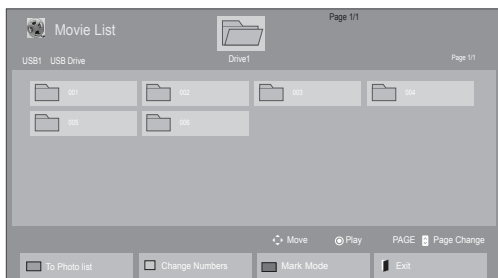 Page 1/1
Movie List
USB1 USB Drive
Drive1
Page 1/1
001 002 003 004
005 006
Move Play PAGE Page Change
To Photo list Change Numbers Mark Mode Exit